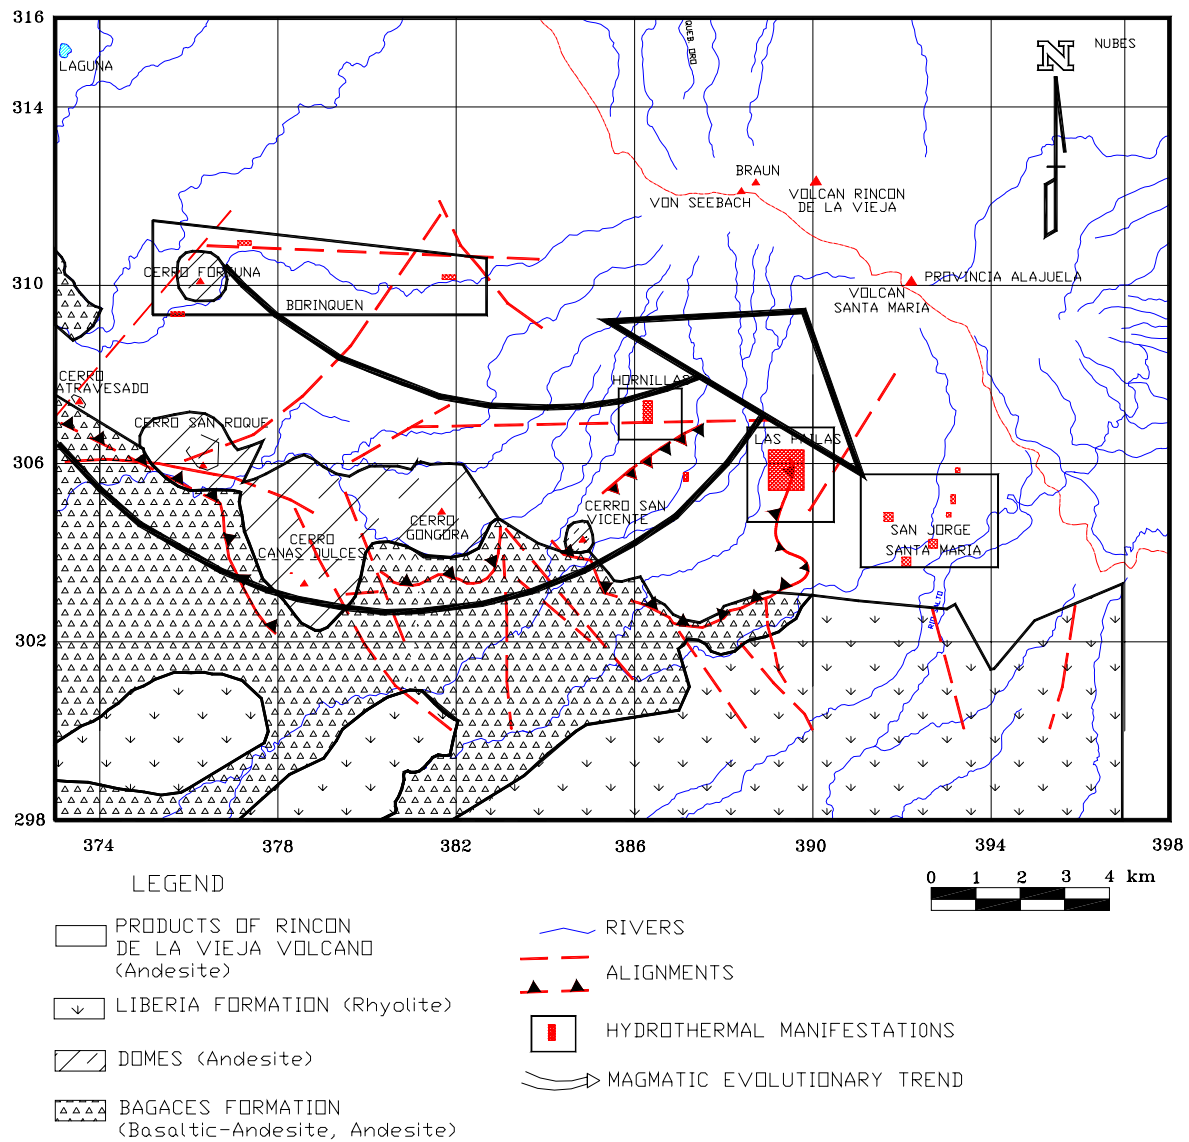 316
314
310
306
302
298
QUEB. ORO
N
NUBES
LAGUNA
BRAUN
VON SEEBACH
VOLCAN RINCON
DE LA VIEJA
CERRO FORTUNA
BORINQUEN
PROVINCIA ALAJUELA
VOLCAN
SANTA MARIA
CERRO
ATRAVESADO
HORNILLAS
CERRO SAN ROQUE
LAS PAILAS
CERRO SAN
VICENTE
CERRO
GONGORA
CERRO
CANAS DULCES
SAN JORGE
SANTA MARIA
374
378
382
386
390
394
398
0 1 2 3 4 km
LEGEND
PRODUCTS OF RINCON
DE LA VIEJA VOLCANO
(Andesite)
LIBERIA FORMATION (Rhyolite)
DOMES (Andesite)
BAGACES FORMATION
(Basaltic-Andesite, Andesite)
RIVERS
ALIGNMENTS
HYDROTHERMAL MANIFESTATIONS
MAGMATIC EVOLUTIONARY TREND